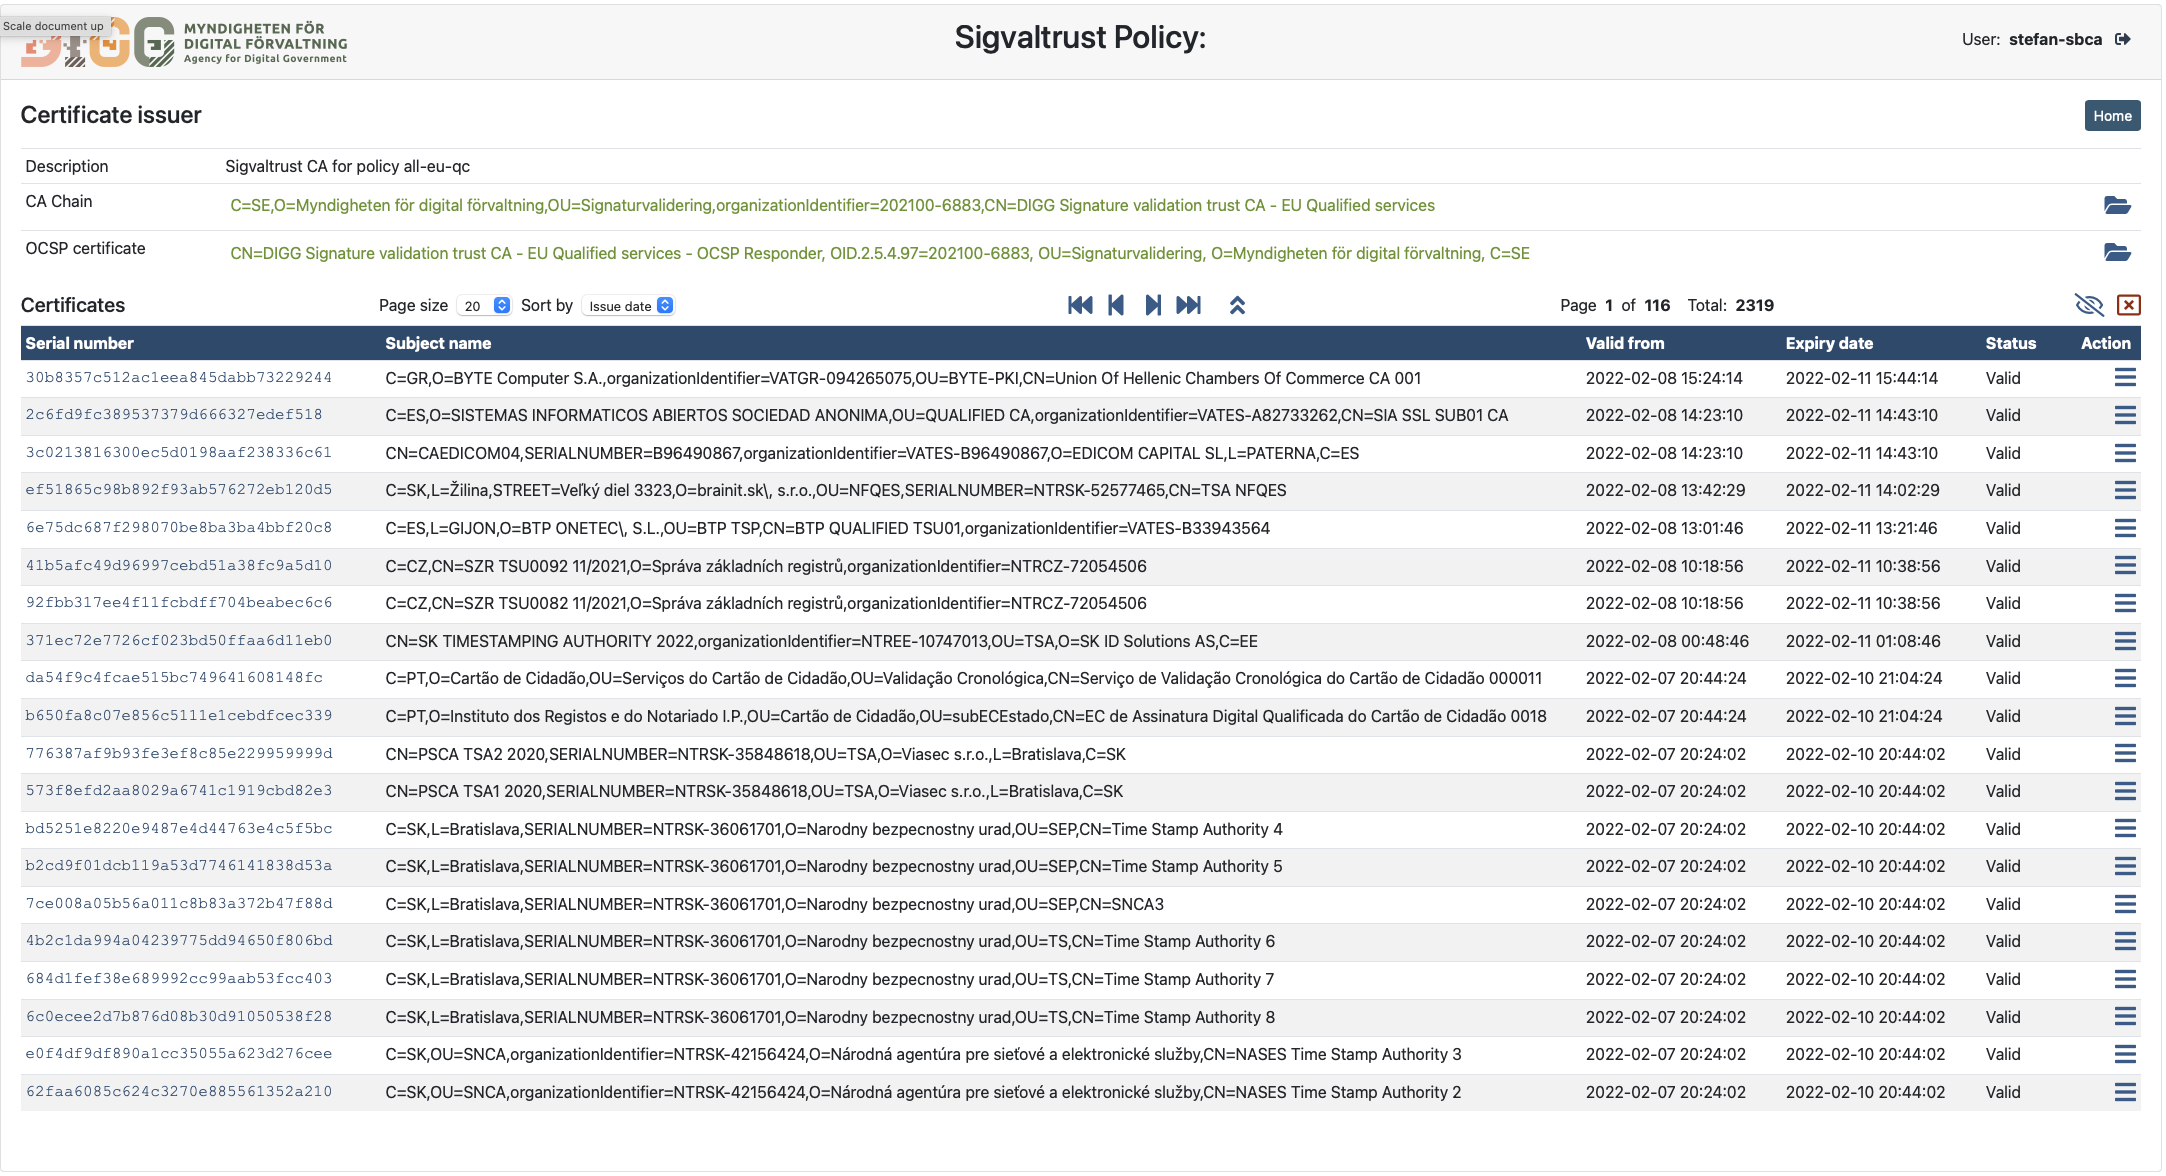 Scale document up
DIGG
MYNDIGHETEN FÖR
DIGITAL FÖRVALTNING
Agency for Digital Government
Sigvaltrust Policy:
User: stefan-sbca
Certificate issuer
Home
Description Sigvaltrust CA for policy all-eu-qc
CA Chain C=SE,O=Myndigheten för digital förvaltning,OU=Signaturvalidering,organizationIdentifier=202100-6883,CN=DIGG Signature validation trust CA - EU Qualified services
OCSP certificate CN=DIGG Signature validation trust CA - EU Qualified services - OCSP Responder, OID.2.5.4.97=202100-6883, OU=Signaturvalidering, O=Myndigheten för digital förvaltning, C=SE
Certificates Page size 20 Sort by Issue date Page 1 of 116 Total: 2319
Serial number Subject name Valid from Expiry date Status Action
30b8357c512ac1eea845dabb73229244 C=GR,O=BYTE Computer S.A.,organizationIdentifier=VATGR-094265075,OU=BYTE-PKI,CN=Union Of Hellenic Chambers Of Commerce CA 001 2022-02-08 15:24:14 2022-02-11 15:44:14 Valid
2c6fd9fc389537379d666327edef518 C=ES,O=SISTEMAS INFORMATICOS ABIERTOS SOCIEDAD ANONIMA,OU=QUALIFIED CA,organizationIdentifier=VATES-A82733262,CN=SIA SSL SUB01 CA 2022-02-08 14:23:10 2022-02-11 14:43:10 Valid
3c0213816300ec5d0198aaf238336c61 CN=CAEDICOM04,SERIALNUMBER=B96490867,organizationIdentifier=VATES-B96490867,O=EDICOM CAPITAL SL,L=PATERNA,C=ES 2022-02-08 14:23:10 2022-02-11 14:43:10 Valid
ef51865c98b892f93ab576272eb120d5 C=SK,L=Žilina,STREET=Veľký diel 3323,O=brainit.sk\, s.r.o.,OU=NFQES,SERIALNUMBER=NTRSK-52577465,CN=TSA NFQES 2022-02-08 13:42:29 2022-02-11 14:02:29 Valid
6e75dc687f298070be8ba3ba4bbf20c8 C=ES,L=GIJON,O=BTP ONETEC\, S.L.,OU=BTP TSP,CN=BTP QUALIFIED TSU01,organizationIdentifier=VATES-B33943564 2022-02-08 13:01:46 2022-02-11 13:21:46 Valid
41b5afc49d96997cebd51a38fc9a5d10 C=CZ,CN=SZR TSU0092 11/2021,O=Správa základních registrů,organizationIdentifier=NTRCZ-72054506 2022-02-08 10:18:56 2022-02-11 10:38:56 Valid
92fbb317ee4f11fcbdff704beabec6c6 C=CZ,CN=SZR TSU0082 11/2021,O=Správa základních registrů,organizationIdentifier=NTRCZ-72054506 2022-02-08 10:18:56 2022-02-11 10:38:56 Valid
371ec72e7726cf023bd50ffaa6d11eb0 CN=SK TIMESTAMPING AUTHORITY 2022,organizationIdentifier=NTREE-10747013,OU=TSA,O=SK ID Solutions AS,C=EE 2022-02-08 00:48:46 2022-02-11 01:08:46 Valid
da54f9c4fcae515bc749641608148fc C=PT,O=Cartão de Cidadão,OU=Serviços do Cartão de Cidadão,OU=Validação Cronológica,CN=Serviço de Validação Cronológica do Cartão de Cidadão 000011 2022-02-07 20:44:24 2022-02-10 21:04:24 Valid
b650fa8c07e856c5111e1cebdfcec339 C=PT,O=Instituto dos Registos e do Notariado I.P.,OU=Cartão de Cidadão,OU=subECEstado,CN=EC de Assinatura Digital Qualificada do Cartão de Cidadão 0018 2022-02-07 20:44:24 2022-02-10 21:04:24 Valid
776387af9b93fe3ef8c85e229959999d CN=PSCA TSA2 2020,SERIALNUMBER=NTRSK-35848618,OU=TSA,O=Viasec s.r.o.,L=Bratislava,C=SK 2022-02-07 20:24:02 2022-02-10 20:44:02 Valid
573f8efd2aa8029a6741c1919cbd82e3 CN=PSCA TSA1 2020,SERIALNUMBER=NTRSK-35848618,OU=TSA,O=Viasec s.r.o.,L=Bratislava,C=SK 2022-02-07 20:24:02 2022-02-10 20:44:02 Valid
bd5251e8220e9487e4d44763e4c5f5bc C=SK,L=Bratislava,SERIALNUMBER=NTRSK-36061701,O=Narodny bezpecnostny urad,OU=SEP,CN=Time Stamp Authority 4 2022-02-07 20:24:02 2022-02-10 20:44:02 Valid
b2cd9f01dcb119a53d7746141838d53a C=SK,L=Bratislava,SERIALNUMBER=NTRSK-36061701,O=Narodny bezpecnostny urad,OU=SEP,CN=Time Stamp Authority 5 2022-02-07 20:24:02 2022-02-10 20:44:02 Valid
7ce008a05b56a011c8b83a372b47f88d C=SK,L=Bratislava,SERIALNUMBER=NTRSK-36061701,O=Narodny bezpecnostny urad,OU=SEP,CN=SNCA3 2022-02-07 20:24:02 2022-02-10 20:44:02 Valid
4b2c1da994a04239775dd94650f806bd C=SK,L=Bratislava,SERIALNUMBER=NTRSK-36061701,O=Narodny bezpecnostny urad,OU=TS,CN=Time Stamp Authority 6 2022-02-07 20:24:02 2022-02-10 20:44:02 Valid
684d1fef38e689992cc99aab53fcc403 C=SK,L=Bratislava,SERIALNUMBER=NTRSK-36061701,O=Narodny bezpecnostny urad,OU=TS,CN=Time Stamp Authority 7 2022-02-07 20:24:02 2022-02-10 20:44:02 Valid
6c0ecee2d7b876d08b30d91050538f28 C=SK,L=Bratislava,SERIALNUMBER=NTRSK-36061701,O=Narodny bezpecnostny urad,OU=TS,CN=Time Stamp Authority 8 2022-02-07 20:24:02 2022-02-10 20:44:02 Valid
e0f4df9df890a1cc35055a623d276cee C=SK,OU=SNCA,organizationIdentifier=NTRSK-42156424,O=Národná agentúra pre sieťové a elektronické služby,CN=NASES Time Stamp Authority 3 2022-02-07 20:24:02 2022-02-10 20:44:02 Valid
62faa6085c624c3270e885561352a210 C=SK,OU=SNCA,organizationIdentifier=NTRSK-42156424,O=Národná agentúra pre sieťové a elektronické služby,CN=NASES Time Stamp Authority 2 2022-02-07 20:24:02 2022-02-10 20:44:02 Valid